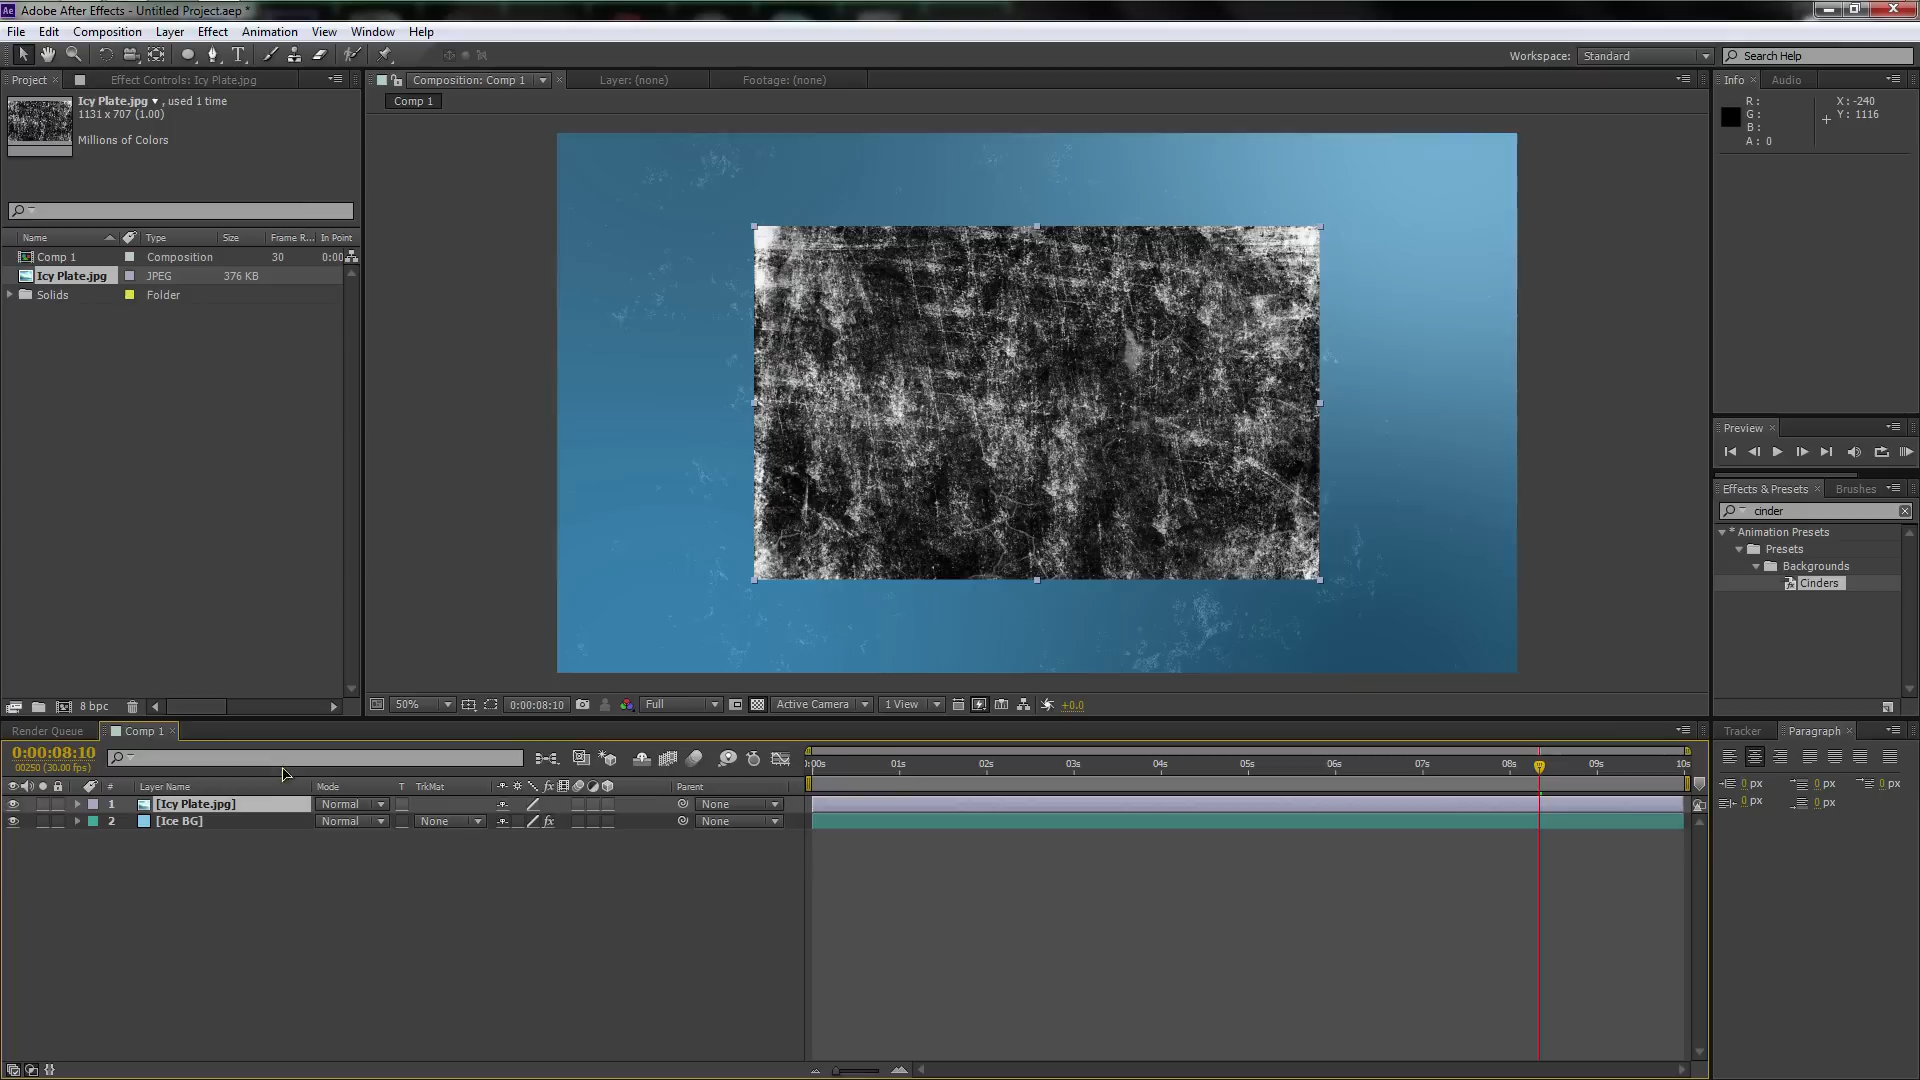 Ae Adobe After Effects - Untitled Project.aep *
File Edit Composition Layer Effect Animation View Window Help
T Workspace: Standard Search Help
Project × Effect Controls: Icy Plate.jpg Composition: Comp 1 × Layer: (none) Footage: (none) Info × Audio
Icy Plate.jpg ▼ , used 1 time
1131 x 707 (1.00)
Millions of Colors
Comp 1
R :
G :
B :
A : 0
X : -240
Y : 1116
Name Type Size Frame R... In Point
Comp 1 Composition 30 0:00
Icy Plate.jpg JPEG 376 KB
Solids Folder
Preview ×
Effects & Presets × Brushes
cinder
* Animation Presets
Presets
Backgrounds
Cinders
8 bpc
50% 0:00:08:10 Full Active Camera 1 View +0.0
Render Queue Comp 1 × Tracker Paragraph ×
0:00:08:10
00250 (30.00 fps)
):00s 01s 02s 03s 04s 05s 06s 07s 08s 09s 10s
# Layer Name Mode T TrkMat fx Parent
1 [Icy Plate.jpg] Normal None
2 [Ice BG] Normal None fx None
0 px 0 px 0 px
0 px 0 px